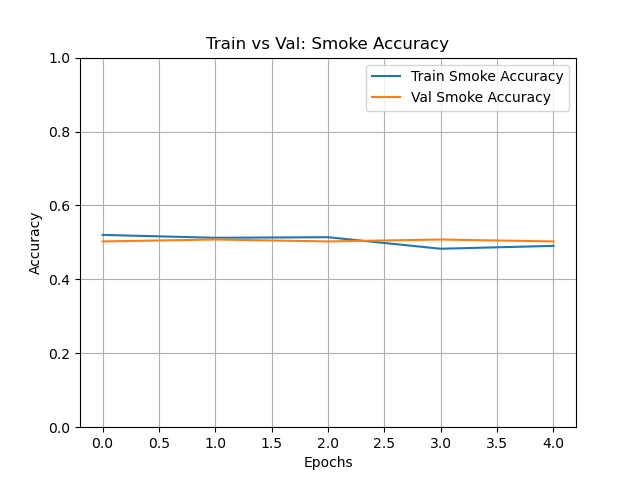 Train vs Val: Smoke Accuracy
1.0
Train Smoke Accuracy
Val Smoke Accuracy
0.8
0.6
Accuracy
0.4
0.2
0.0
0.0 0.5 1.0 1.5 2.0 2.5 3.0 3.5 4.0
Epochs